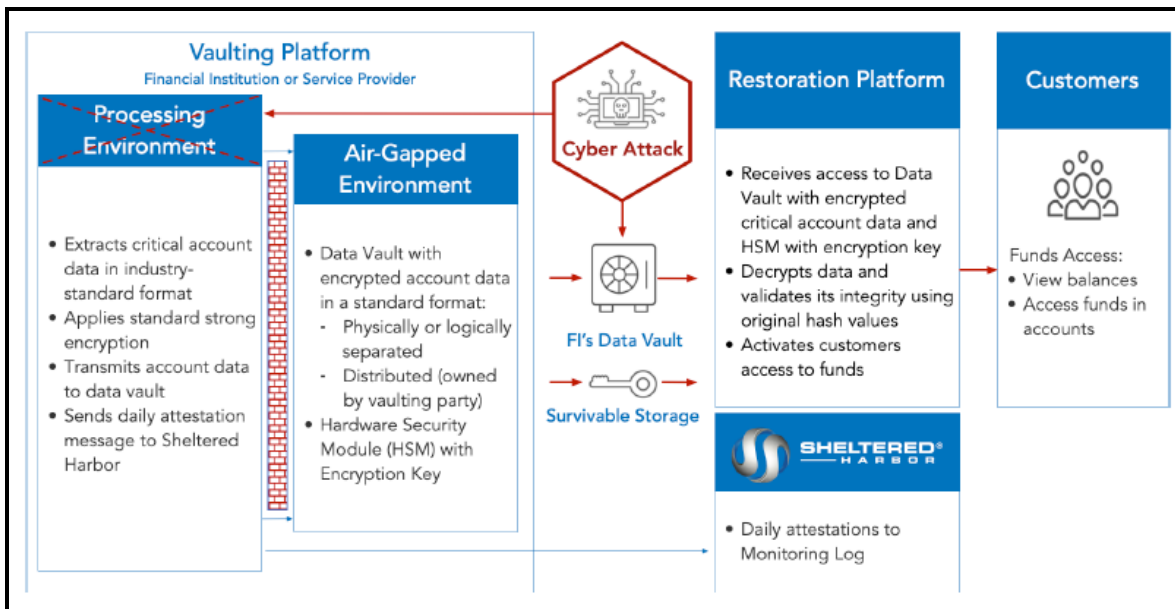 Vaulting Platform
Financial Institution or Service Provider
Processing
Environment
• Extracts critical account
data in industry-
standard format
• Applies standard strong
encryption
• Transmits account data
to data vault
• Sends daily attestation
message to Sheltered
Harbor
Air-Gapped
Environment
• Data Vault with
encrypted account data
in a standard format:
- Physically or logically
separated
- Distributed (owned
by vaulting party)
• Hardware Security
Module (HSM) with
Encryption Key
Cyber Attack
FI's Data Vault
Survivable Storage
Restoration Platform
• Receives access to Data
Vault with encrypted
critical account data and
HSM with encryption key
• Decrypts data and
validates its integrity using
original hash values
• Activates customers
access to funds
SHELTERED®
HARBOR
• Daily attestations to
Monitoring Log
Customers
Funds Access:
• View balances
• Access funds in
accounts